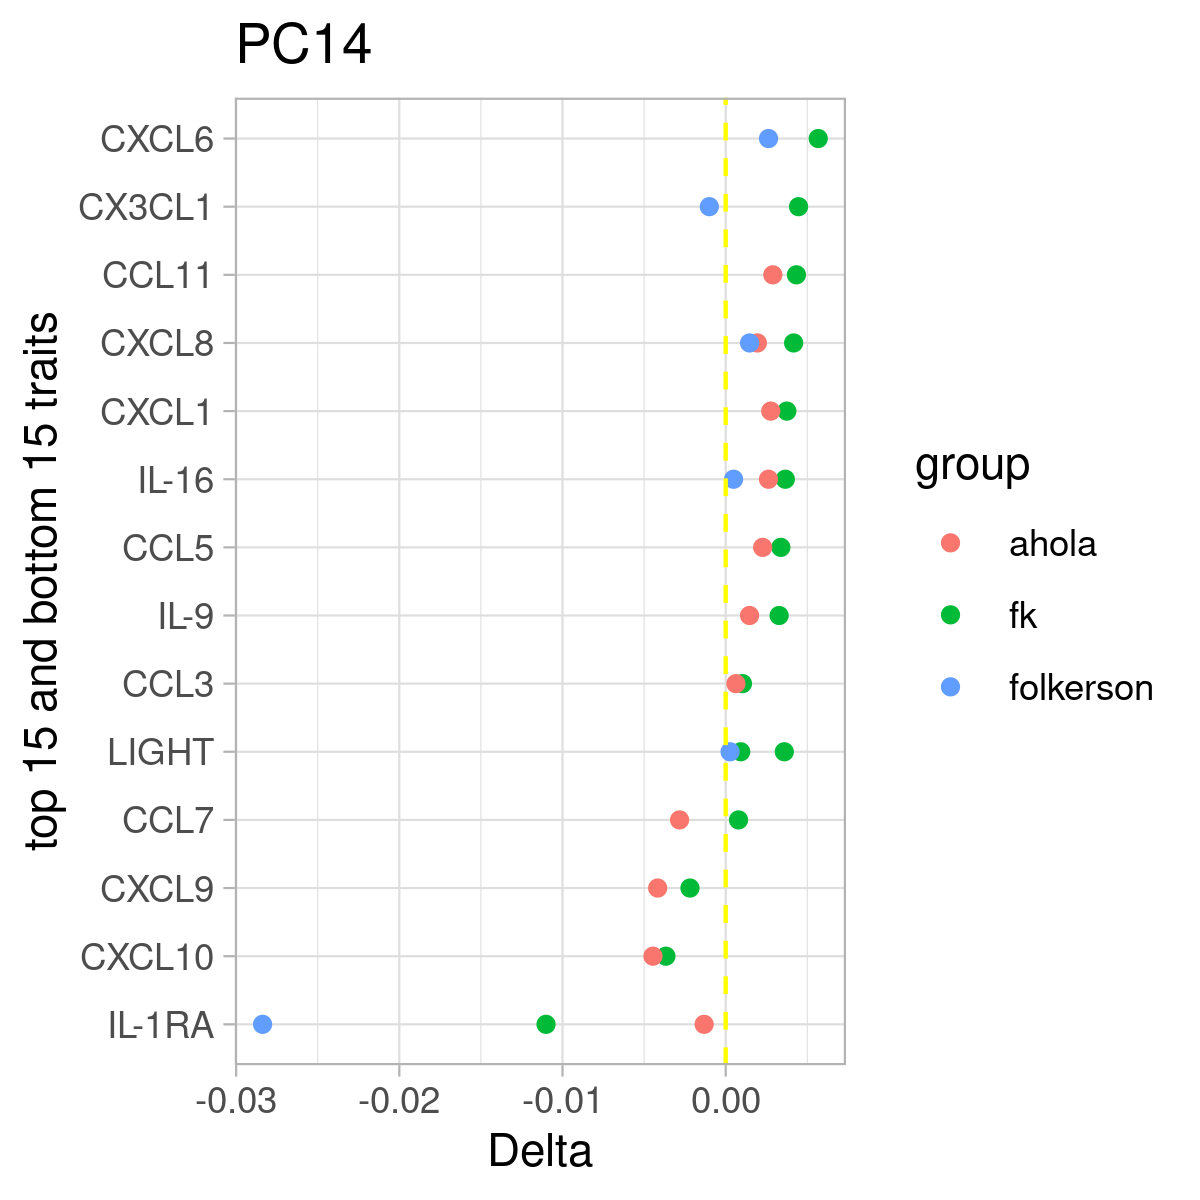 PC14
top 15 and bottom 15 traits
CXCL6
CX3CL1
CCL11
CXCL8
CXCL1
IL-16
CCL5
IL-9
CCL3
LIGHT
CCL7
CXCL9
CXCL10
IL-1RA
-0.03 -0.02 -0.01 0.00
Delta
group
ahola
fk
folkerson